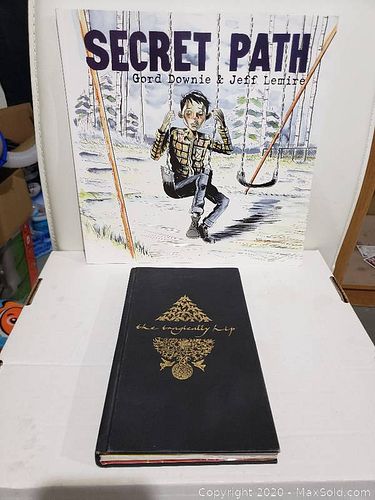 SECRET PATH
Gord Downie & Jeff Lemire
the tragically hip
Copyright 2020 - MaxSold.com